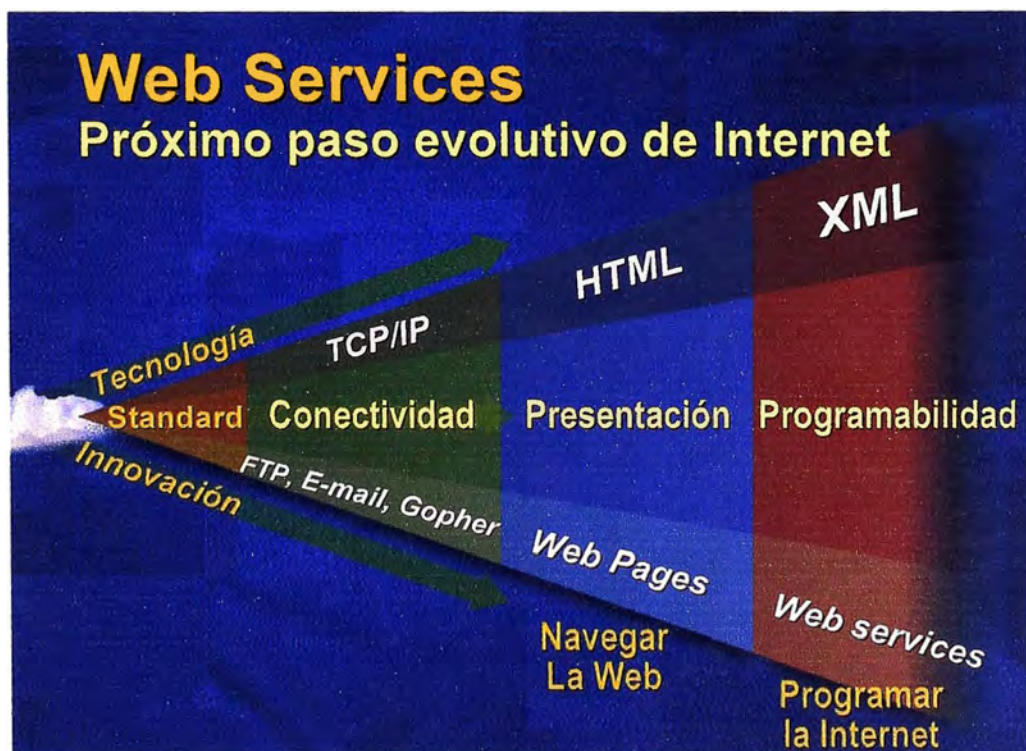 Web Services
Próximo paso evolutivo de Internet
Tecnología
TCP/IP
HTML
XML
Standard
Conectividad
Presentación
Programabilidad
Innovación
FTP, E-mail, Gopher
Web Pages
Web services
Navegar
La Web
Programar
la Internet